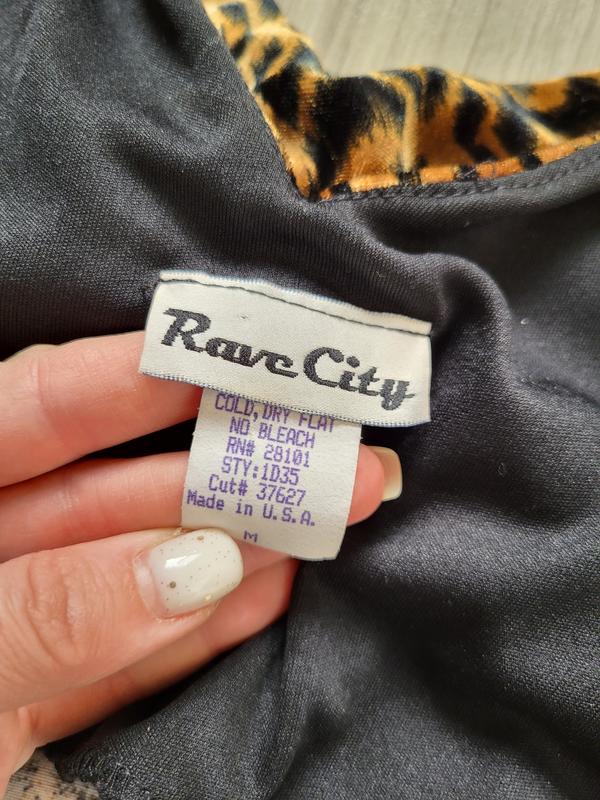 Rave City
COLD, DRY FLAT
NO BLEACH
RN# 28101
STY:1D35
Cut# 37627
Made in U.S.A.
M